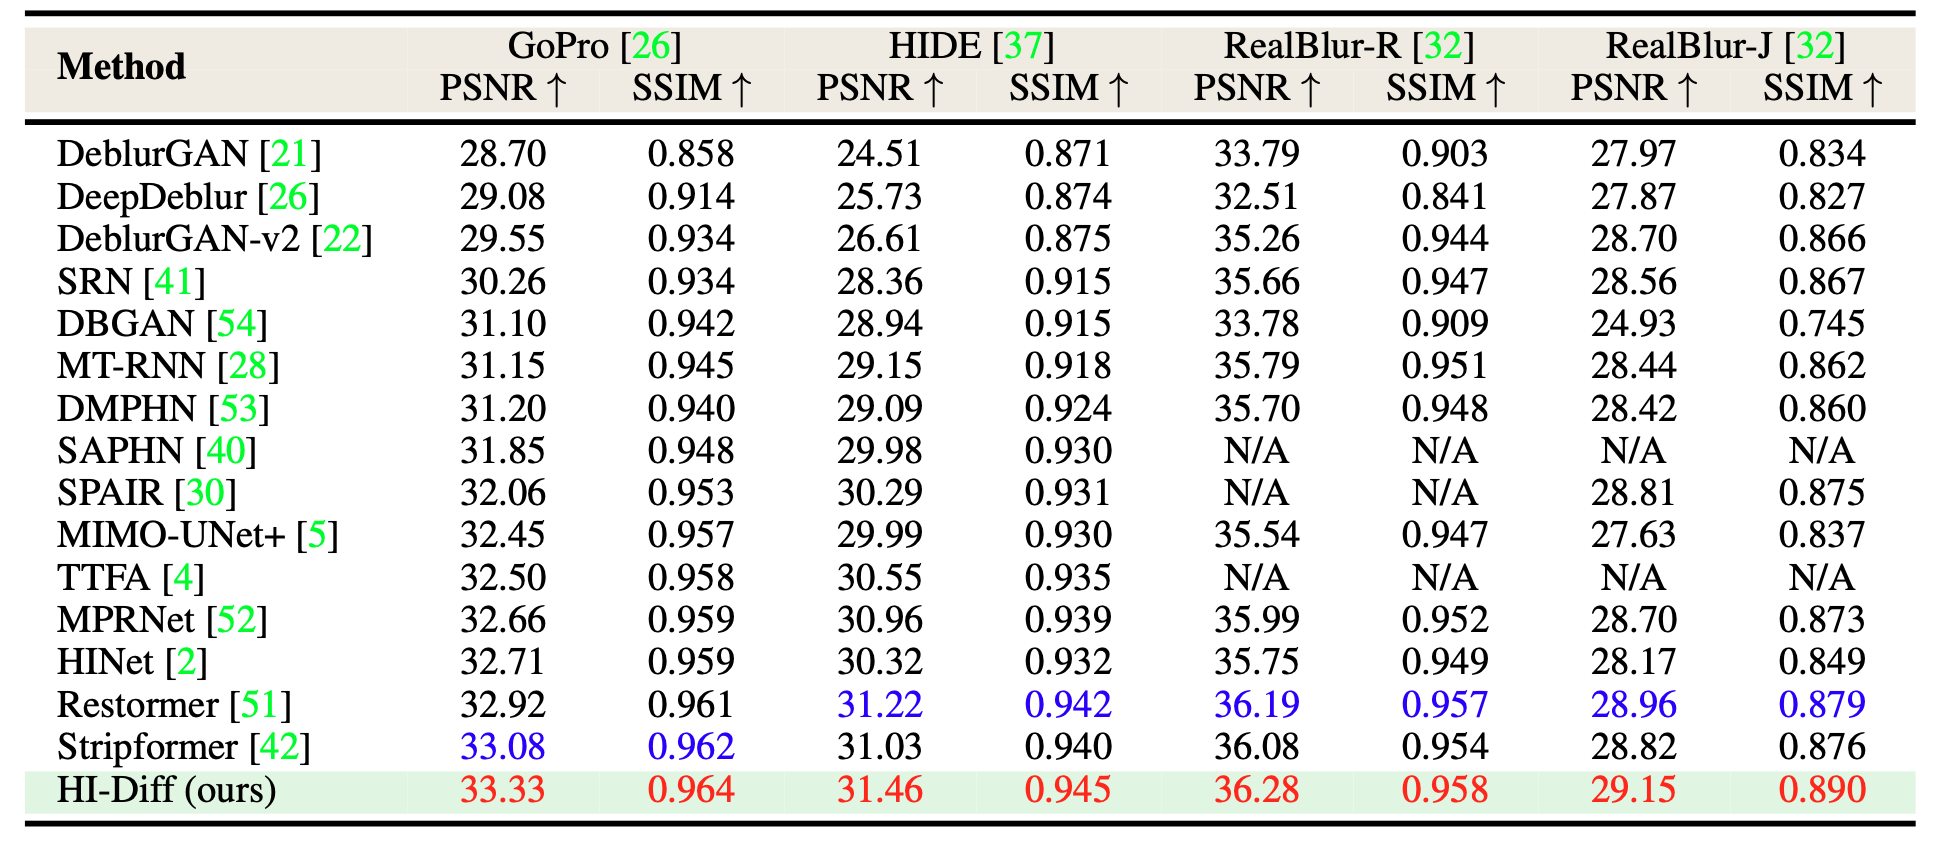 Method GoPro [26] HIDE [37] RealBlur-R [32] RealBlur-J [32]
PSNR ↑ SSIM ↑ PSNR ↑ SSIM ↑ PSNR ↑ SSIM ↑ PSNR ↑ SSIM ↑
DeblurGAN [21] 28.70 0.858 24.51 0.871 33.79 0.903 27.97 0.834
DeepDeblur [26] 29.08 0.914 25.73 0.874 32.51 0.841 27.87 0.827
DeblurGAN-v2 [22] 29.55 0.934 26.61 0.875 35.26 0.944 28.70 0.866
SRN [41] 30.26 0.934 28.36 0.915 35.66 0.947 28.56 0.867
DBGAN [54] 31.10 0.942 28.94 0.915 33.78 0.909 24.93 0.745
MT-RNN [28] 31.15 0.945 29.15 0.918 35.79 0.951 28.44 0.862
DMPHN [53] 31.20 0.940 29.09 0.924 35.70 0.948 28.42 0.860
SAPHN [40] 31.85 0.948 29.98 0.930 N/A N/A N/A N/A
SPAIR [30] 32.06 0.953 30.29 0.931 N/A N/A 28.81 0.875
MIMO-UNet+ [5] 32.45 0.957 29.99 0.930 35.54 0.947 27.63 0.837
TTFA [4] 32.50 0.958 30.55 0.935 N/A N/A N/A N/A
MPRNet [52] 32.66 0.959 30.96 0.939 35.99 0.952 28.70 0.873
HINet [2] 32.71 0.959 30.32 0.932 35.75 0.949 28.17 0.849
Restormer [51] 32.92 0.961 31.22 0.942 36.19 0.957 28.96 0.879
Stripformer [42] 33.08 0.962 31.03 0.940 36.08 0.954 28.82 0.876
HI-Diff (ours) 33.33 0.964 31.46 0.945 36.28 0.958 29.15 0.890